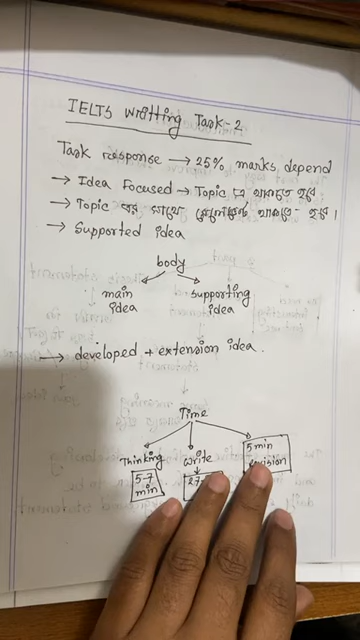 IELTS writting Task-2
Task response → 25% marks depend
→ Idea Focused → Topic এ থাকতে হবে
→ Topic এর সাথে রেলেভেন্ট থাকতে হবে।
→ Supported idea
body
main idea
supporting idea
→ developed + extension idea.
Time
Thinking
write
5 min
revision
5-7 min
27